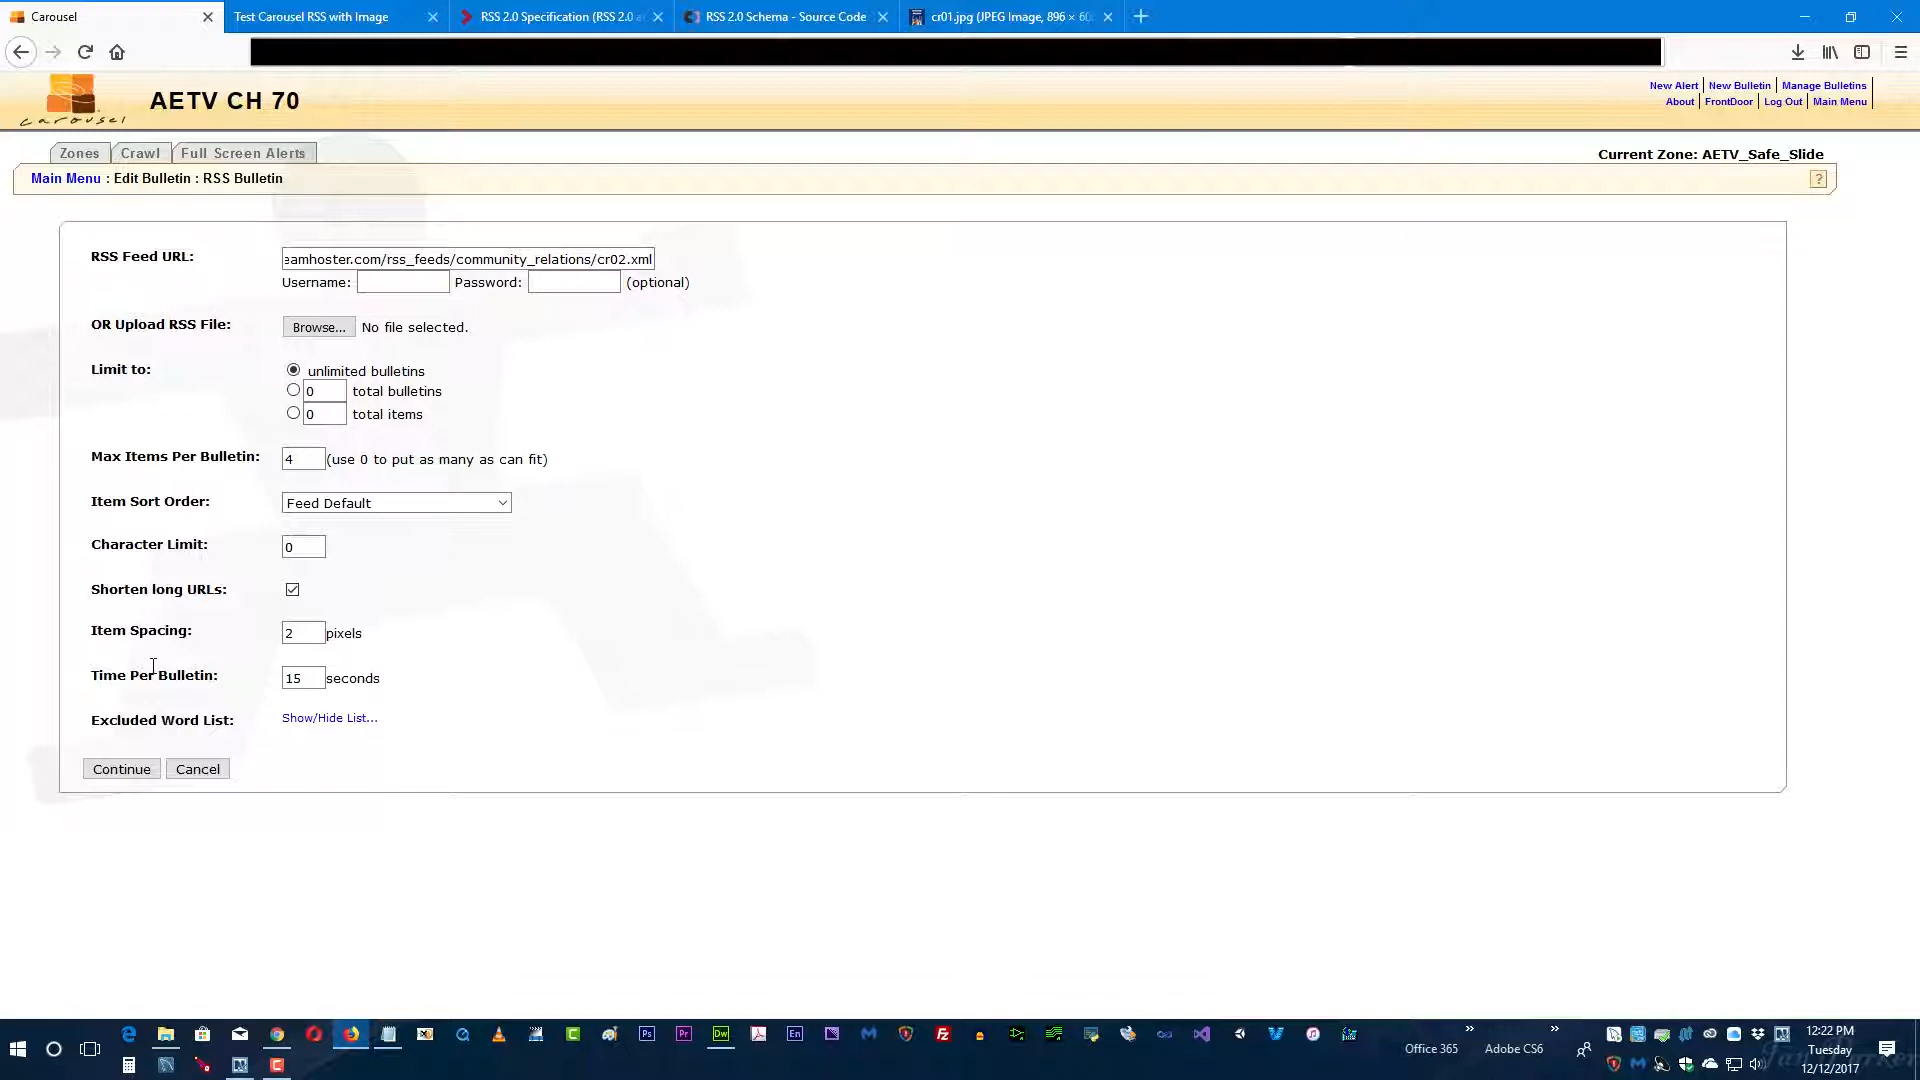 Carousel
Test Carousel RSS with Image
RSS 2.0 Specification (RSS 2.0 a
RSS 2.0 Schema - Source Code
cr01.jpg (JPEG Image, 896 × 60
carousel
AETV CH 70
New Alert New Bulletin Manage Bulletins
About FrontDoor Log Out Main Menu
Zones Crawl Full Screen Alerts
Current Zone: AETV_Safe_Slide
Main Menu : Edit Bulletin : RSS Bulletin
?
RSS Feed URL: eamhoster.com/rss_feeds/community_relations/cr02.xml
Username: Password: (optional)
OR Upload RSS File: Browse... No file selected.
Limit to: unlimited bulletins
0 total bulletins
0 total items
Max Items Per Bulletin: 4 (use 0 to put as many as can fit)
Item Sort Order: Feed Default
Character Limit: 0
Shorten long URLs:
Item Spacing: 2 pixels
Time Per Bulletin: 15 seconds
Excluded Word List: Show/Hide List...
Continue Cancel
Office 365
Adobe CS6
12:22 PM
Tuesday
12/12/2017